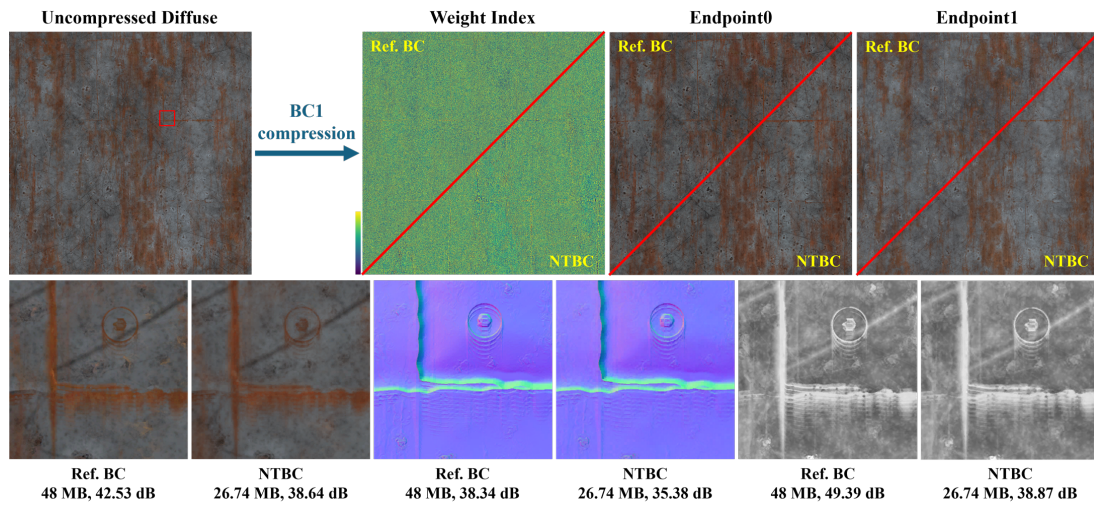 Uncompressed Diffuse
Weight Index
Endpoint0
Endpoint1
BC1
compression
Ref. BC
NTBC
Ref. BC
NTBC
Ref. BC
NTBC
Ref. BC
48 MB, 42.53 dB
NTBC
26.74 MB, 38.64 dB
Ref. BC
48 MB, 38.34 dB
NTBC
26.74 MB, 35.38 dB
Ref. BC
48 MB, 49.39 dB
NTBC
26.74 MB, 38.87 dB